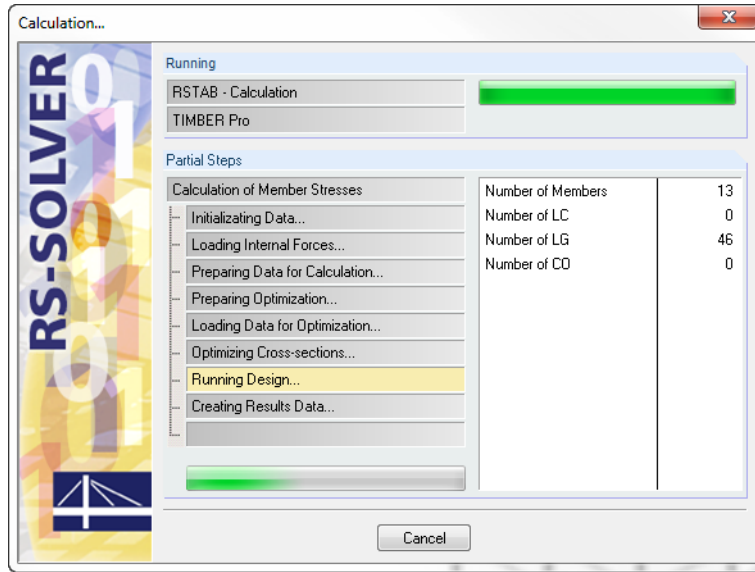 Calculation...
RS-SOLVER
Running
RSTAB - Calculation
TIMBER Pro
Partial Steps
Calculation of Member Stresses
Initializating Data...
Loading Internal Forces...
Preparing Data for Calculation...
Preparing Optimization...
Loading Data for Optimization...
Optimizing Cross-sections...
Running Design...
Creating Results Data...
Number of Members 13
Number of LC 0
Number of LG 46
Number of CO 0
Cancel